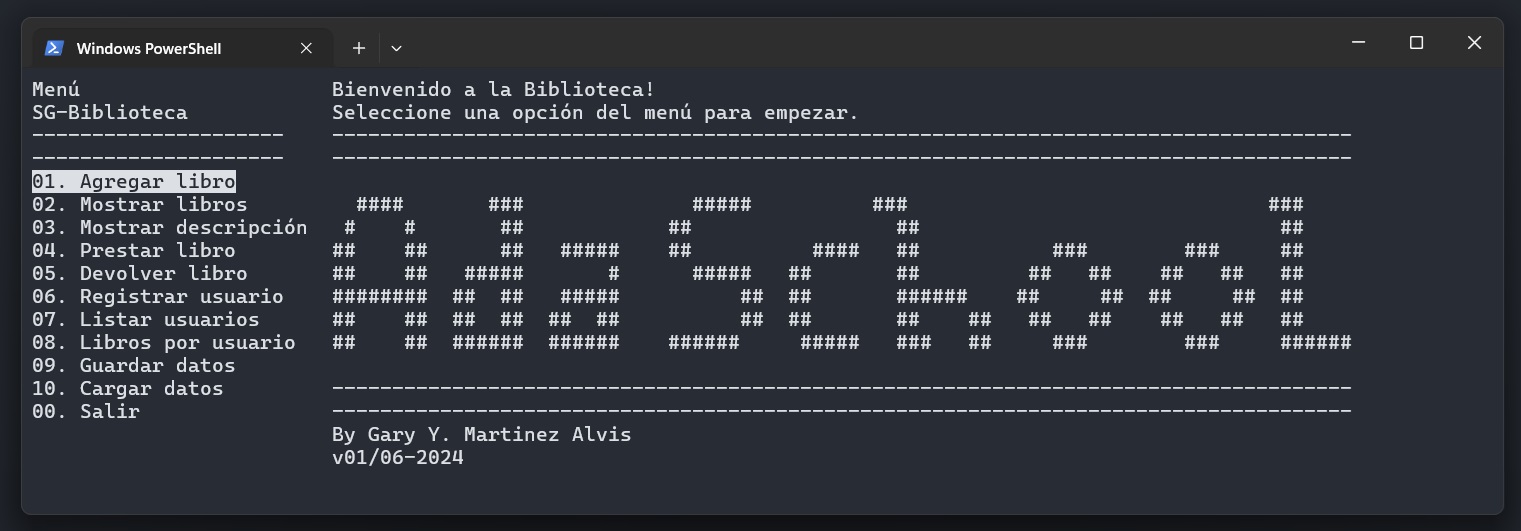 Windows PowerShell
Menú
SG-Biblioteca
---------------------
---------------------
01. Agregar libro
02. Mostrar libros
03. Mostrar descripción
04. Prestar libro
05. Devolver libro
06. Registrar usuario
07. Listar usuarios
08. Libros por usuario
09. Guardar datos
10. Cargar datos
00. Salir
Bienvenido a la Biblioteca!
Seleccione una opción del menú para empezar.
-------------------------------------------------------------------------------------
-------------------------------------------------------------------------------------
AdaSchool
-------------------------------------------------------------------------------------
-------------------------------------------------------------------------------------
By Gary Y. Martinez Alvis
v01/06-2024